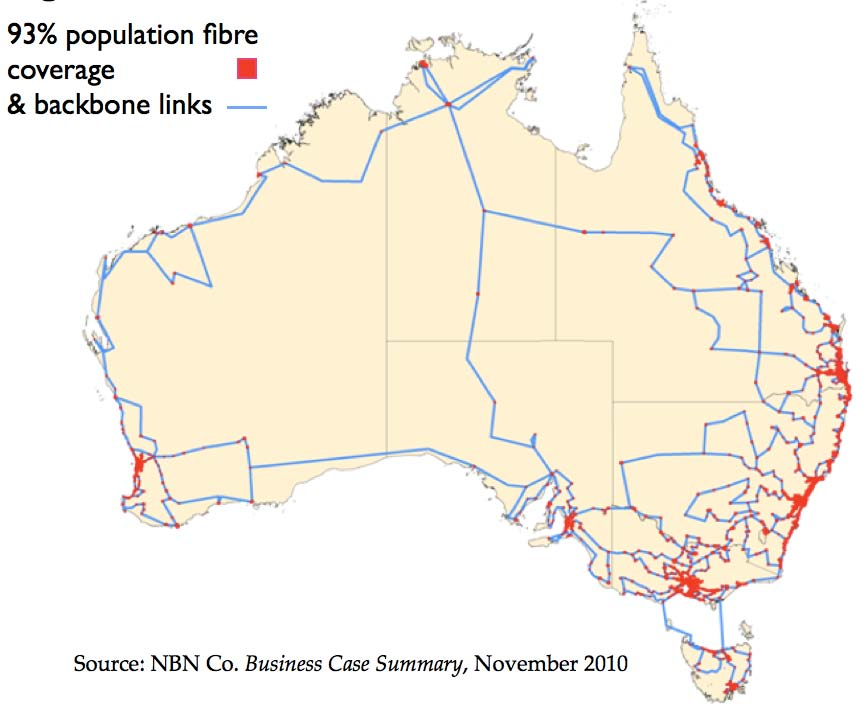 93% population fibre
coverage
& backbone links
Source: NBN Co. Business Case Summary, November 2010